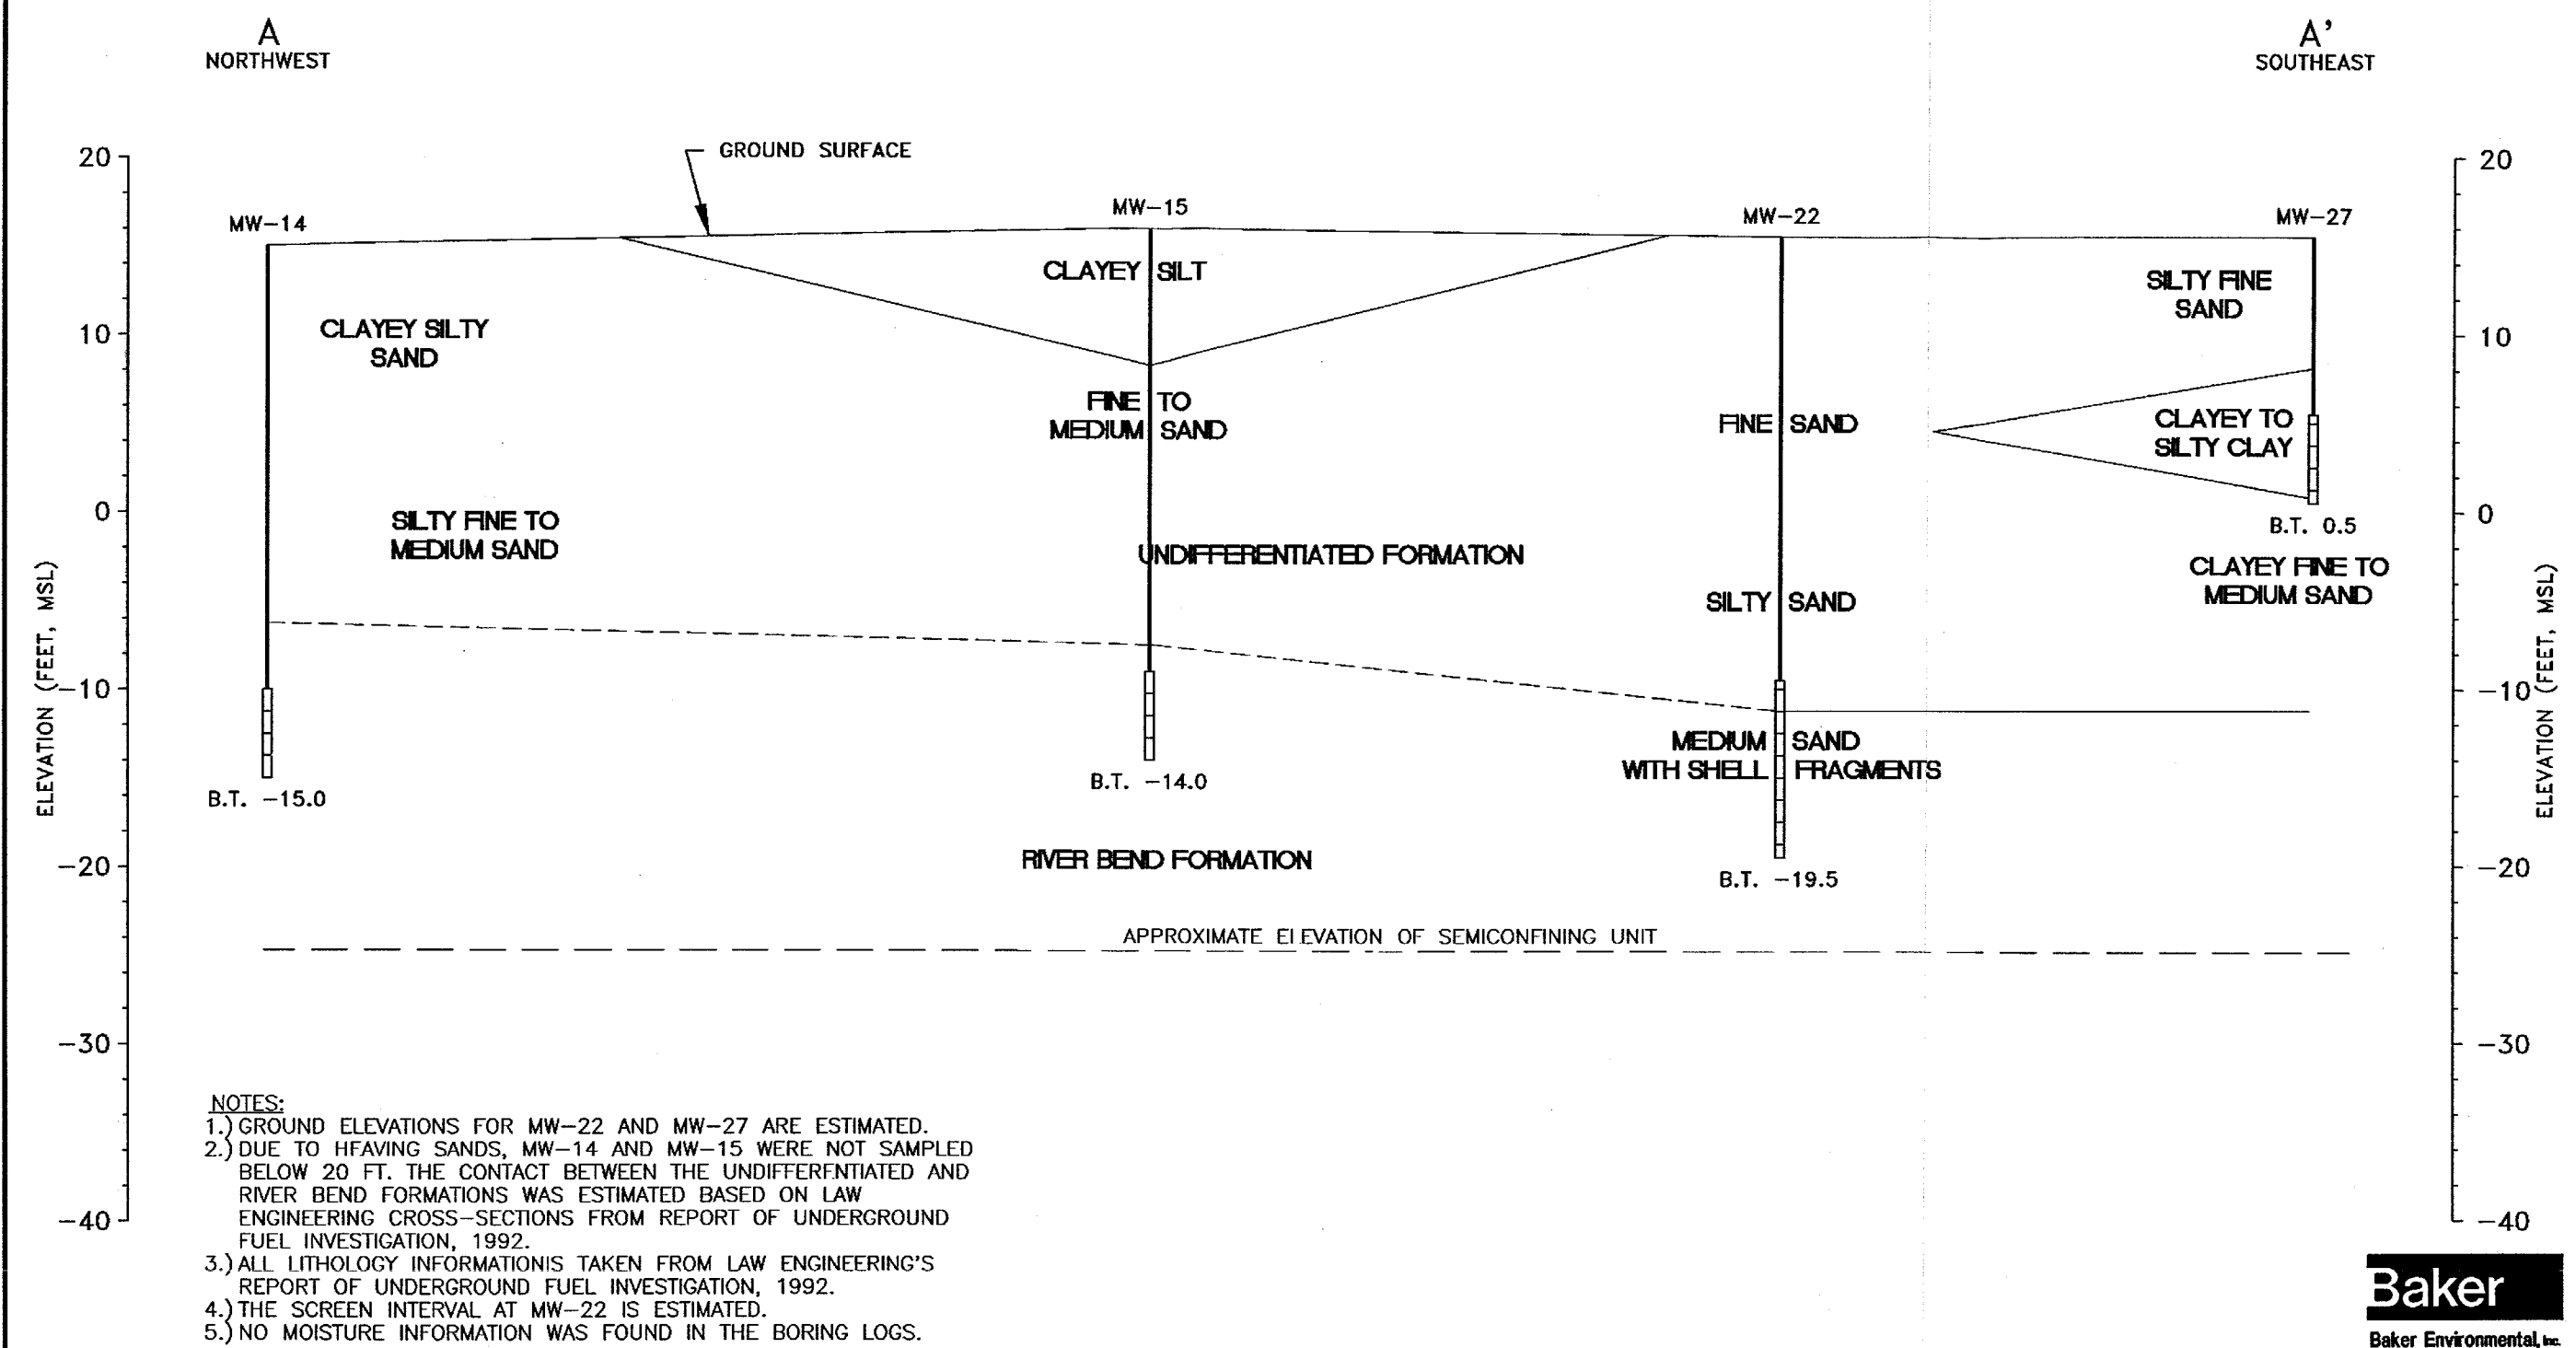 A
NORTHWEST
A'
SOUTHEAST
GROUND SURFACE
20
20
MW-14
MW-15
MW-22
MW-27
CLAYEY SILT
SILTY FINE
SAND
10
CLAYEY SILTY
SAND
10
FINE TO
MEDIUM SAND
FINE SAND
CLAYEY TO
SILTY CLAY
0
SILTY FINE TO
MEDIUM SAND
0
B.T. 0.5
UNDIFFERENTIATED FORMATION
CLAYEY FINE TO
MEDIUM SAND
SILTY SAND
ELEVATION (FEET, MSL)
ELEVATION (FEET, MSL)
-10
-10
MEDIUM SAND
WITH SHELL FRAGMENTS
B.T. -15.0
B.T. -14.0
RIVER BEND FORMATION
-20
-20
B.T. -19.5
APPROXIMATE ELEVATION OF SEMICONFINING UNIT
-30
-30
NOTES:
1.) GROUND ELEVATIONS FOR MW-22 AND MW-27 ARE ESTIMATED.
2.) DUE TO HEAVING SANDS, MW-14 AND MW-15 WERE NOT SAMPLED
BELOW 20 FT. THE CONTACT BETWEEN THE UNDIFFERENTIATED AND
RIVER BEND FORMATIONS WAS ESTIMATED BASED ON LAW
ENGINEERING CROSS-SECTIONS FROM REPORT OF UNDERGROUND
FUEL INVESTIGATION, 1992.
3.) ALL LITHOLOGY INFORMATIONIS TAKEN FROM LAW ENGINEERING'S
REPORT OF UNDERGROUND FUEL INVESTIGATION, 1992.
4.) THE SCREEN INTERVAL AT MW-22 IS ESTIMATED.
5.) NO MOISTURE INFORMATION WAS FOUND IN THE BORING LOGS.
-40
-40
Baker
Baker Environmental, Inc.